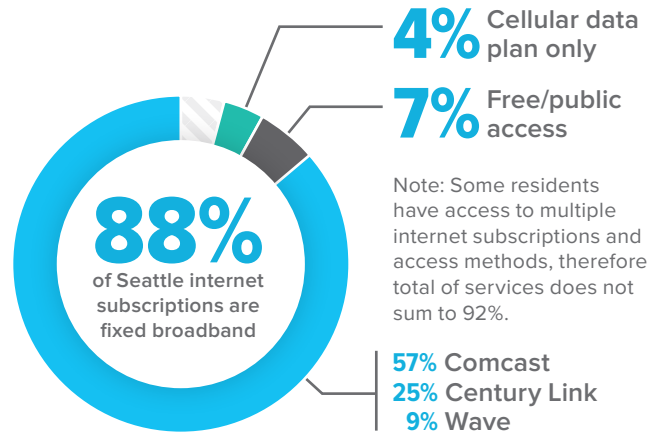 4% Cellular data
plan only
7% Free/public
access
88%
of Seattle internet
subscriptions are
fixed broadband
Note: Some residents
have access to multiple
internet subscriptions and
access methods, therefore
total of services does not
sum to 92%.
57% Comcast
25% Century Link
9% Wave